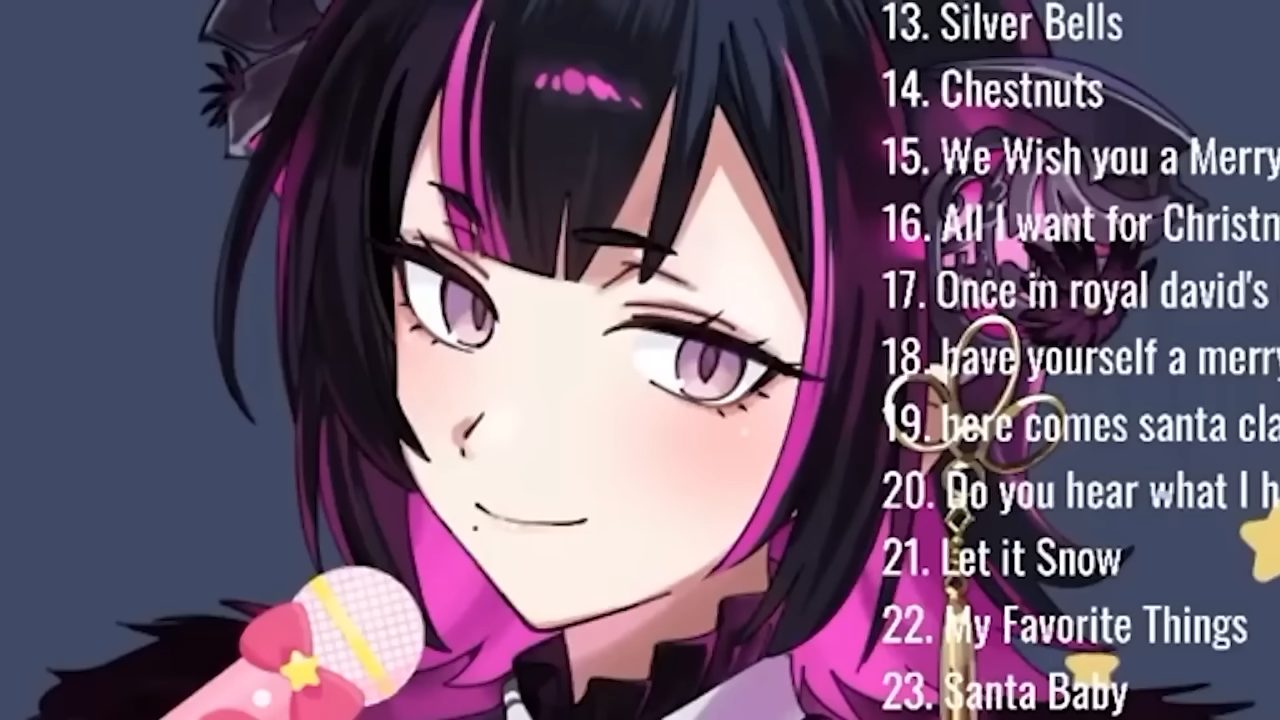 13. Silver Bells
14. Chestnuts
15. We Wish you a Merry
16. All I want for Christm
17. Once in royal david's
18. have yourself a merry
19. here comes santa cla
20. Do you hear what I h
21. Let it Snow
22. My Favorite Things
23. Santa Baby